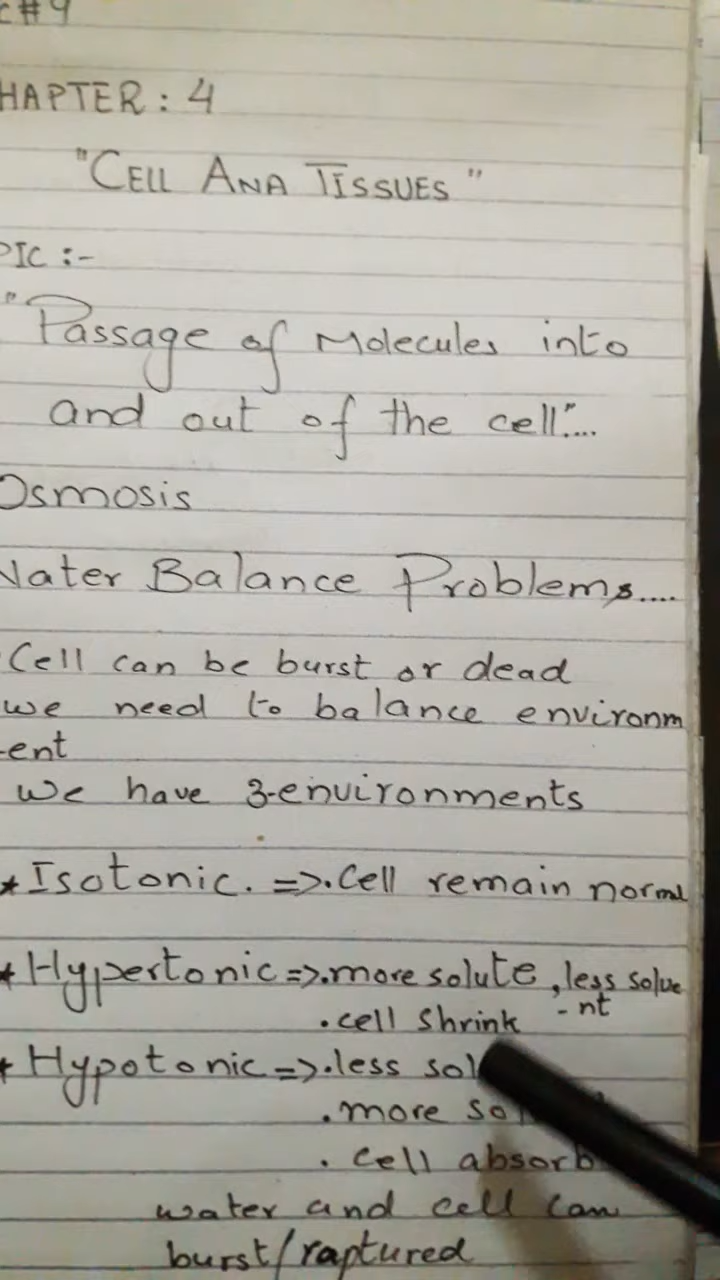 c#4
HAPTER : 4
"CELL ANA TISSUES"
PIC :-
"Passage of Molecules into
and out of the cell"....
Osmosis
Water Balance Problems....
Cell can be burst or dead
we need to balance environm
-ent
we have 3-environments
* Isotonic. =>. Cell remain normal
* Hypertonic =>. more solute, less solve
-nt
. cell shrink
* Hypotonic =>. less
. more
. cell absorb
water and cell can
burst/raptured